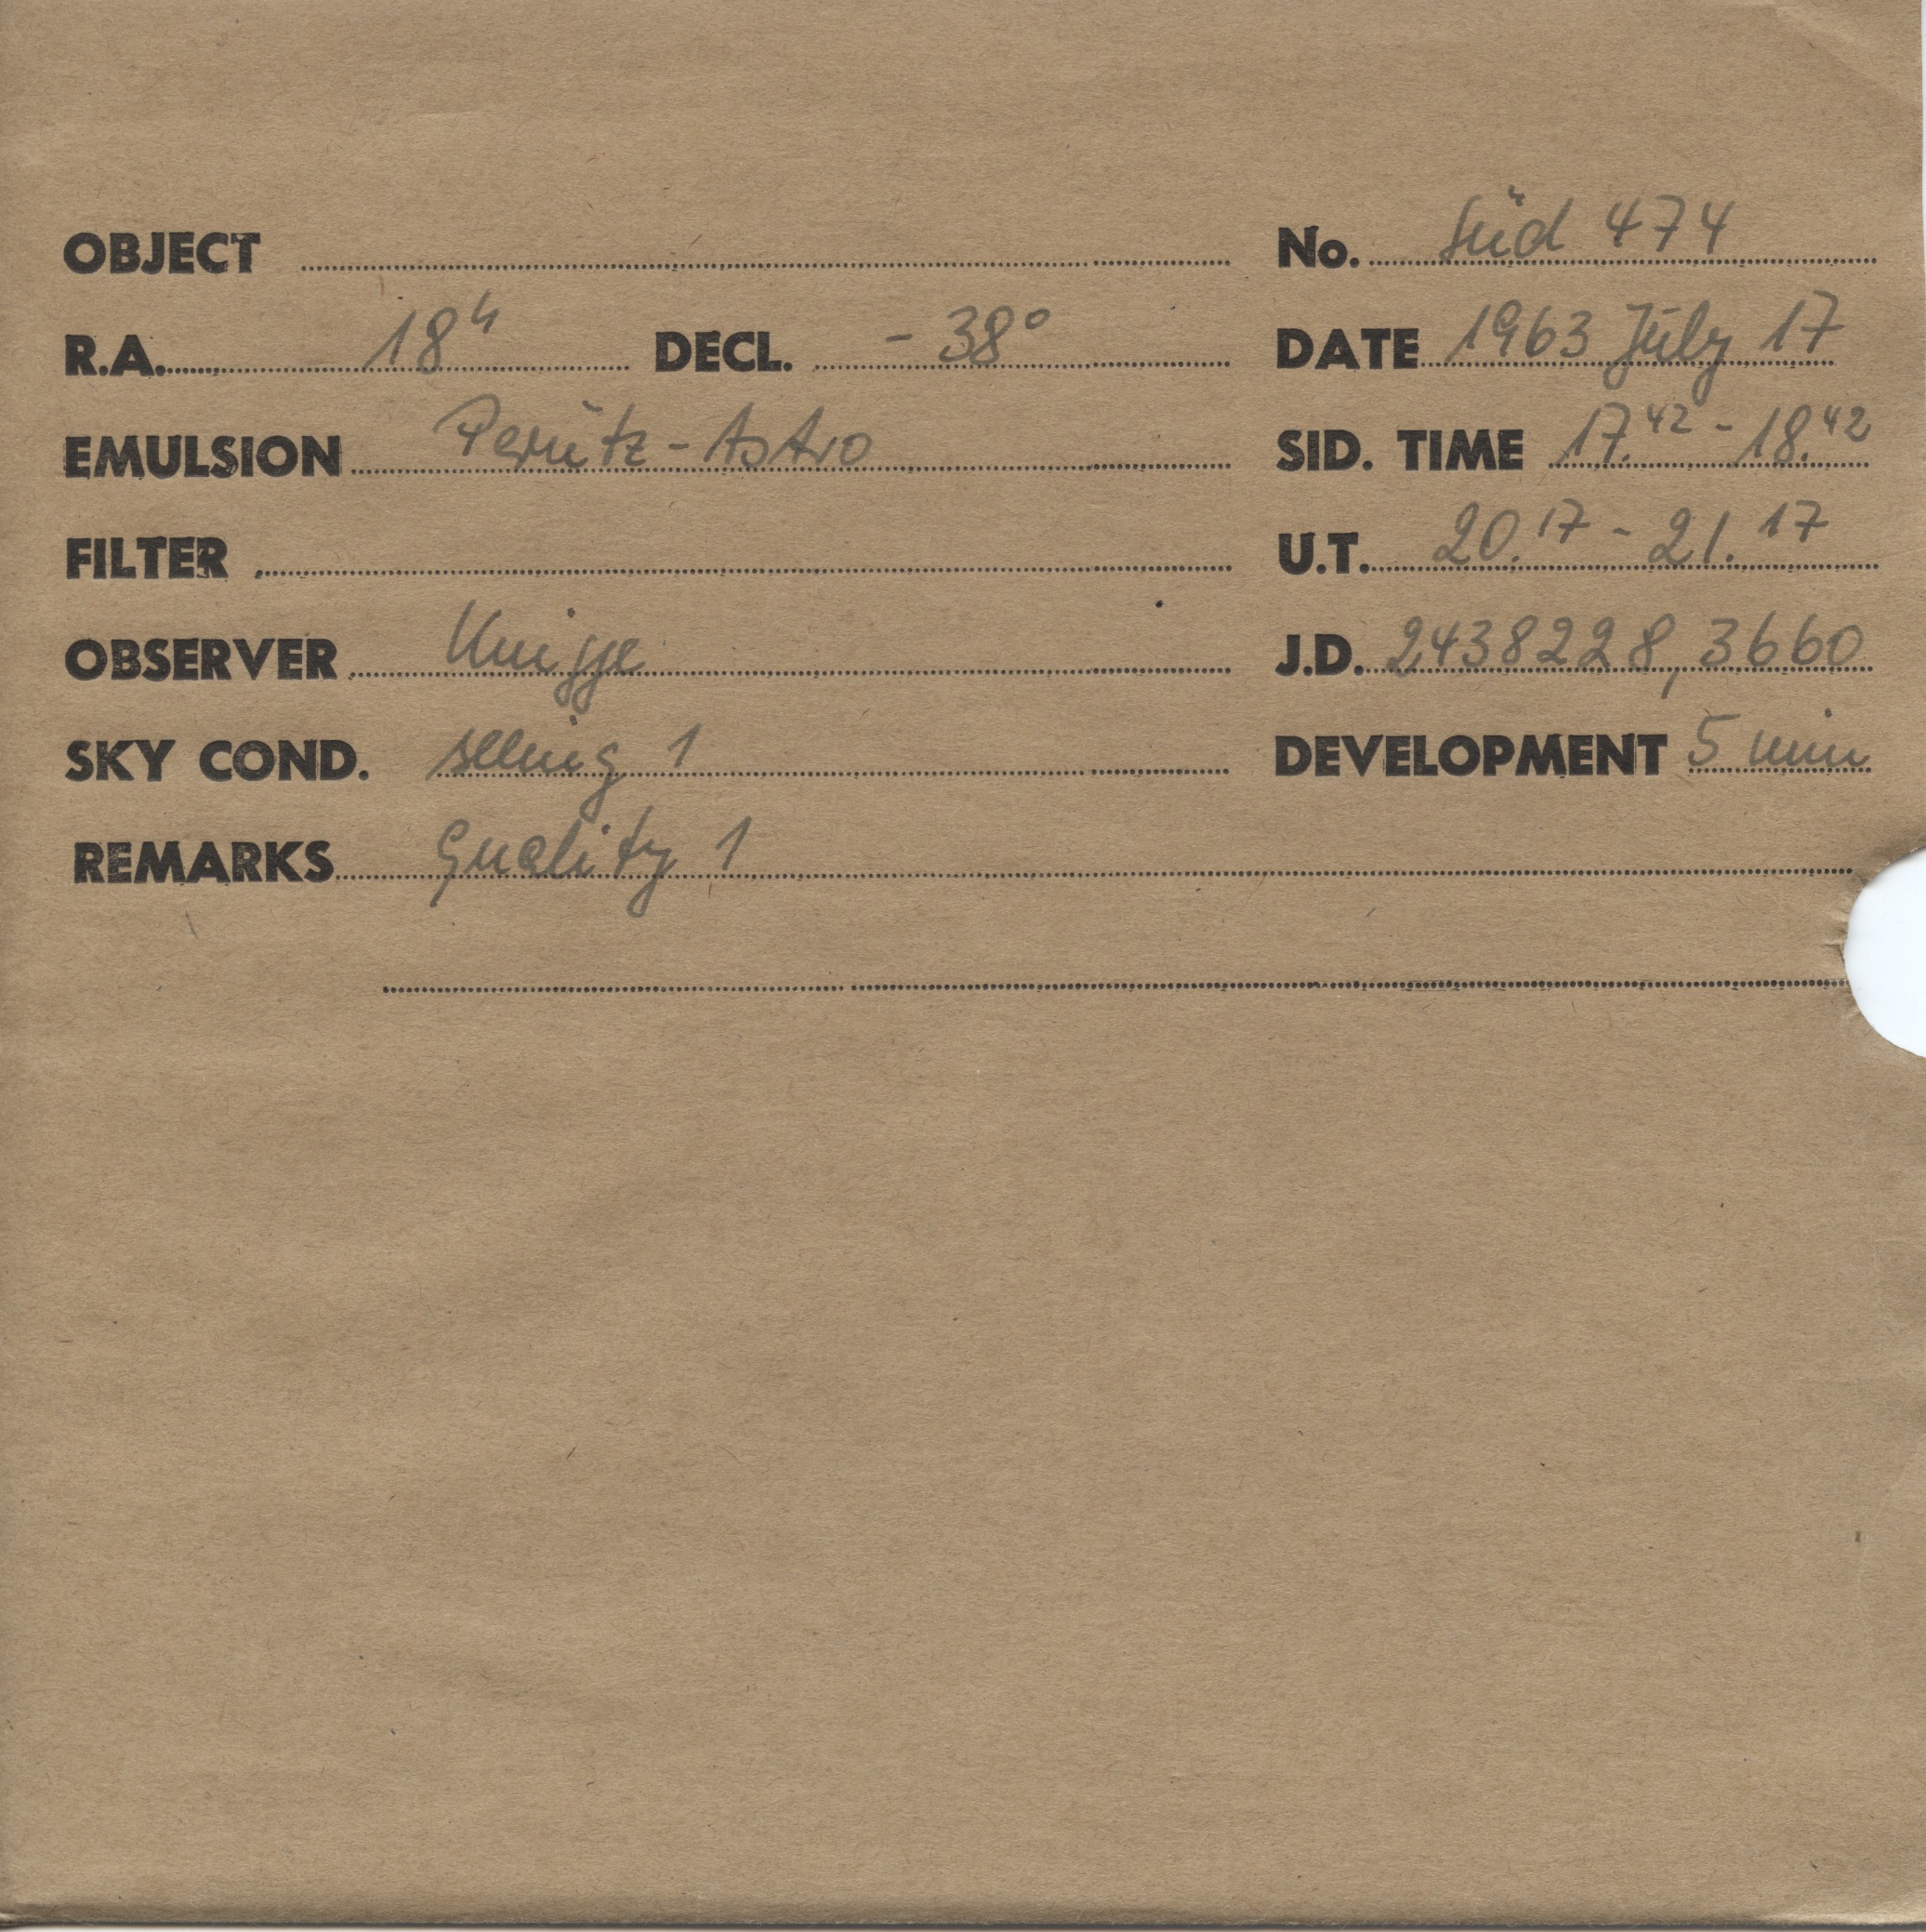 OBJECT No. Süd 474
R.A. 18h DECL. - 38° DATE 1963 July 17
EMULSION Perutz-Astro SID. TIME 17.42 - 18.42
FILTER U.T. 20.17 - 21.17
OBSERVER Knigge J.D. 2438228,3660
SKY COND. seeing 1 DEVELOPMENT 5 min
REMARKS Quality 1